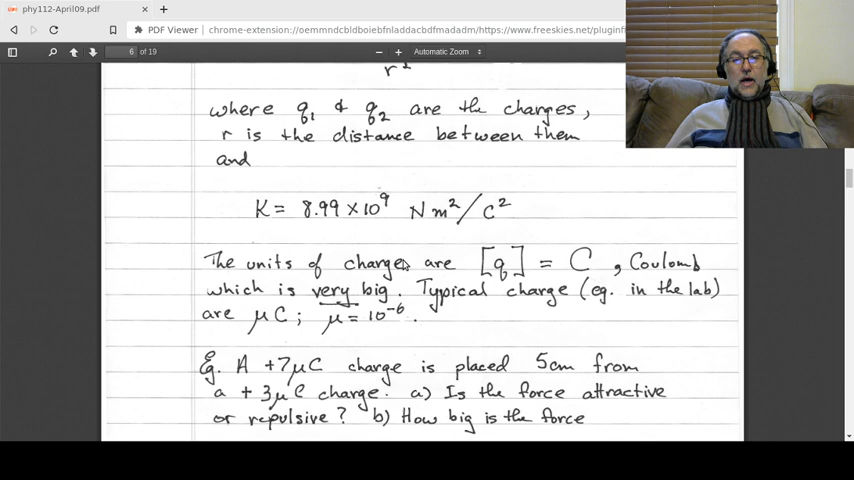 phy112-April09.pdf
PDF Viewer
chrome-extension://oemmndcbldboiebfnladdacbdfmadadm/https://www.freeskies.net/pluginfi
6 of 19
Automatic Zoom
r²
where q₁ & q₂ are the charges,
r is the distance between them
and
K = 8.99 × 10⁹ N m²/C²
The units of charge are [q] = C , Coulomb
which is very big. Typical charge (eg. in the lab)
are μC; μ = 10⁻⁶.
Eg. A +7μC charge is placed 5cm from
a + 3μC charge. a) Is the force attractive
or repulsive? b) How big is the force